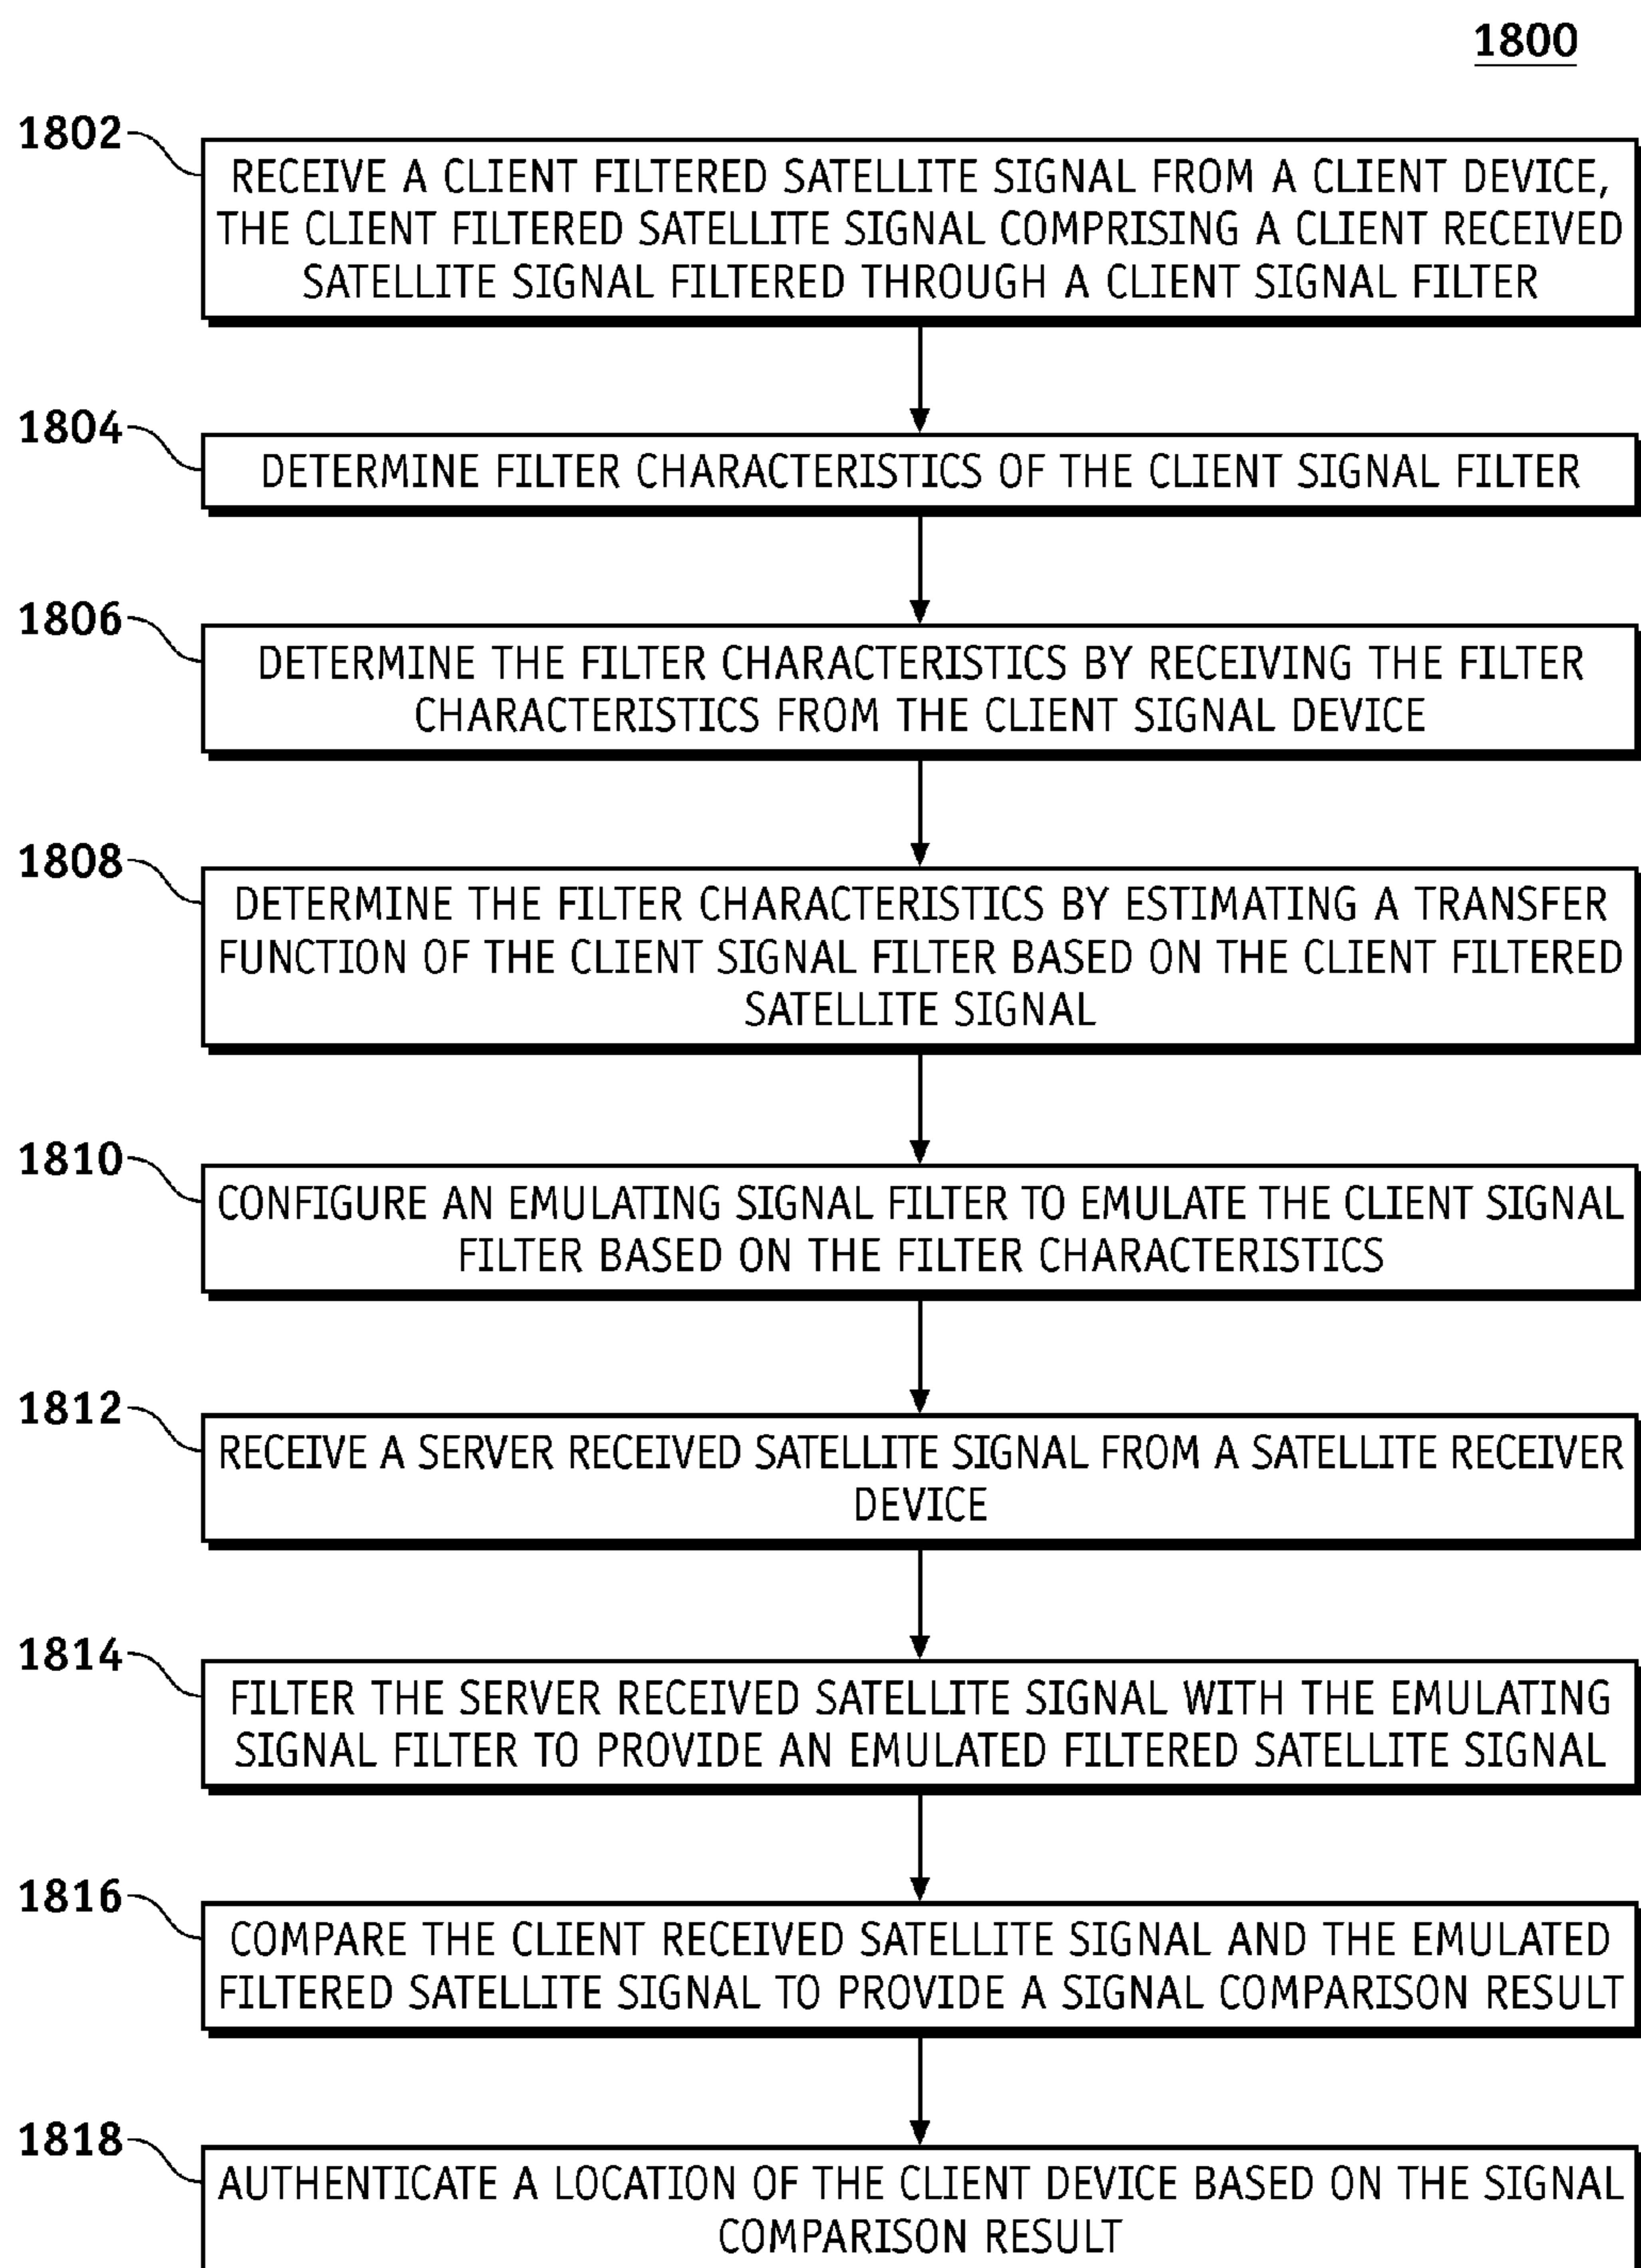 1800
1802
RECEIVE A CLIENT FILTERED SATELLITE SIGNAL FROM A CLIENT DEVICE,
THE CLIENT FILTERED SATELLITE SIGNAL COMPRISING A CLIENT RECEIVED
SATELLITE SIGNAL FILTERED THROUGH A CLIENT SIGNAL FILTER
1804
DETERMINE FILTER CHARACTERISTICS OF THE CLIENT SIGNAL FILTER
1806
DETERMINE THE FILTER CHARACTERISTICS BY RECEIVING THE FILTER
CHARACTERISTICS FROM THE CLIENT SIGNAL DEVICE
1808
DETERMINE THE FILTER CHARACTERISTICS BY ESTIMATING A TRANSFER
FUNCTION OF THE CLIENT SIGNAL FILTER BASED ON THE CLIENT FILTERED
SATELLITE SIGNAL
1810
CONFIGURE AN EMULATING SIGNAL FILTER TO EMULATE THE CLIENT SIGNAL
FILTER BASED ON THE FILTER CHARACTERISTICS
1812
RECEIVE A SERVER RECEIVED SATELLITE SIGNAL FROM A SATELLITE RECEIVER
DEVICE
1814
FILTER THE SERVER RECEIVED SATELLITE SIGNAL WITH THE EMULATING
SIGNAL FILTER TO PROVIDE AN EMULATED FILTERED SATELLITE SIGNAL
1816
COMPARE THE CLIENT RECEIVED SATELLITE SIGNAL AND THE EMULATED
FILTERED SATELLITE SIGNAL TO PROVIDE A SIGNAL COMPARISON RESULT
1818
AUTHENTICATE A LOCATION OF THE CLIENT DEVICE BASED ON THE SIGNAL
COMPARISON RESULT